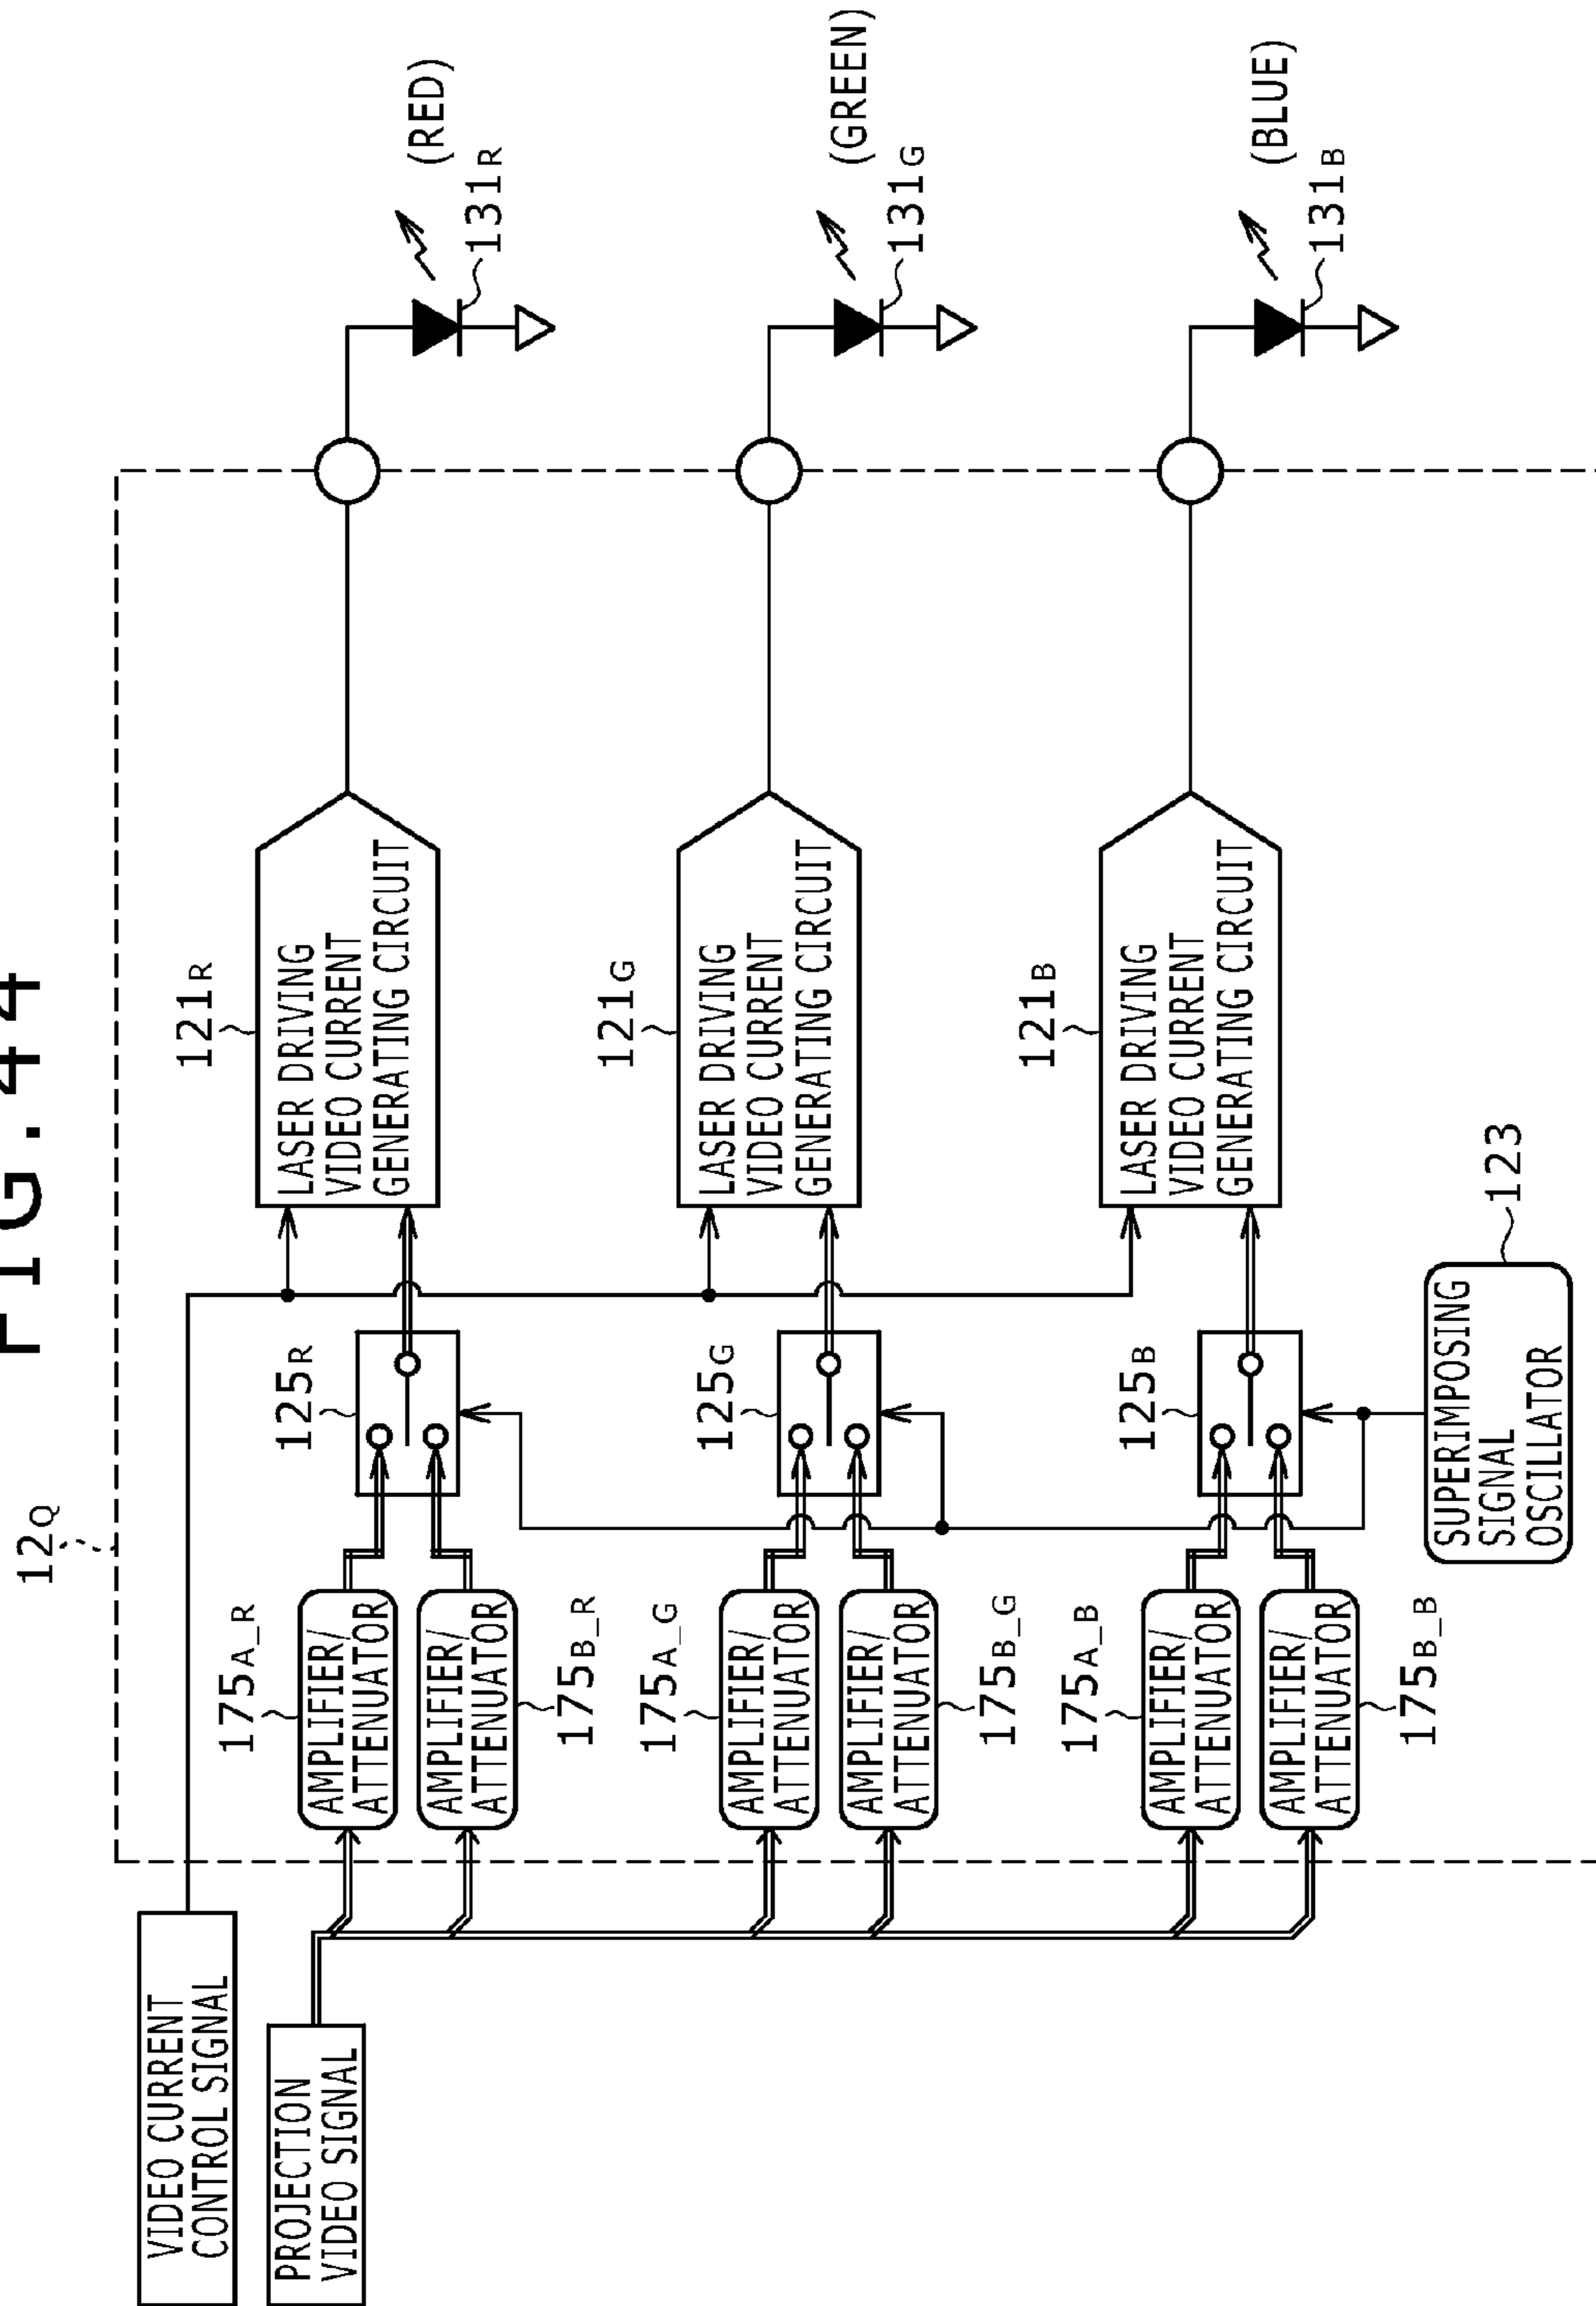 FIG. 44
12Q
VIDEO CURRENT
CONTROL SIGNAL
PROJECTION
VIDEO SIGNAL
175A_R
AMPLIFIER/
ATTENUATOR
AMPLIFIER/
ATTENUATOR
175B_R
125R
121R
LASER DRIVING
VIDEO CURRENT
GENERATING CIRCUIT
(RED)
131R
175A_G
AMPLIFIER/
ATTENUATOR
AMPLIFIER/
ATTENUATOR
175B_G
125G
121G
LASER DRIVING
VIDEO CURRENT
GENERATING CIRCUIT
(GREEN)
131G
175A_B
AMPLIFIER/
ATTENUATOR
AMPLIFIER/
ATTENUATOR
175B_B
125B
121B
LASER DRIVING
VIDEO CURRENT
GENERATING CIRCUIT
(BLUE)
131B
SUPERIMPOSING
SIGNAL
OSCILLATOR
123